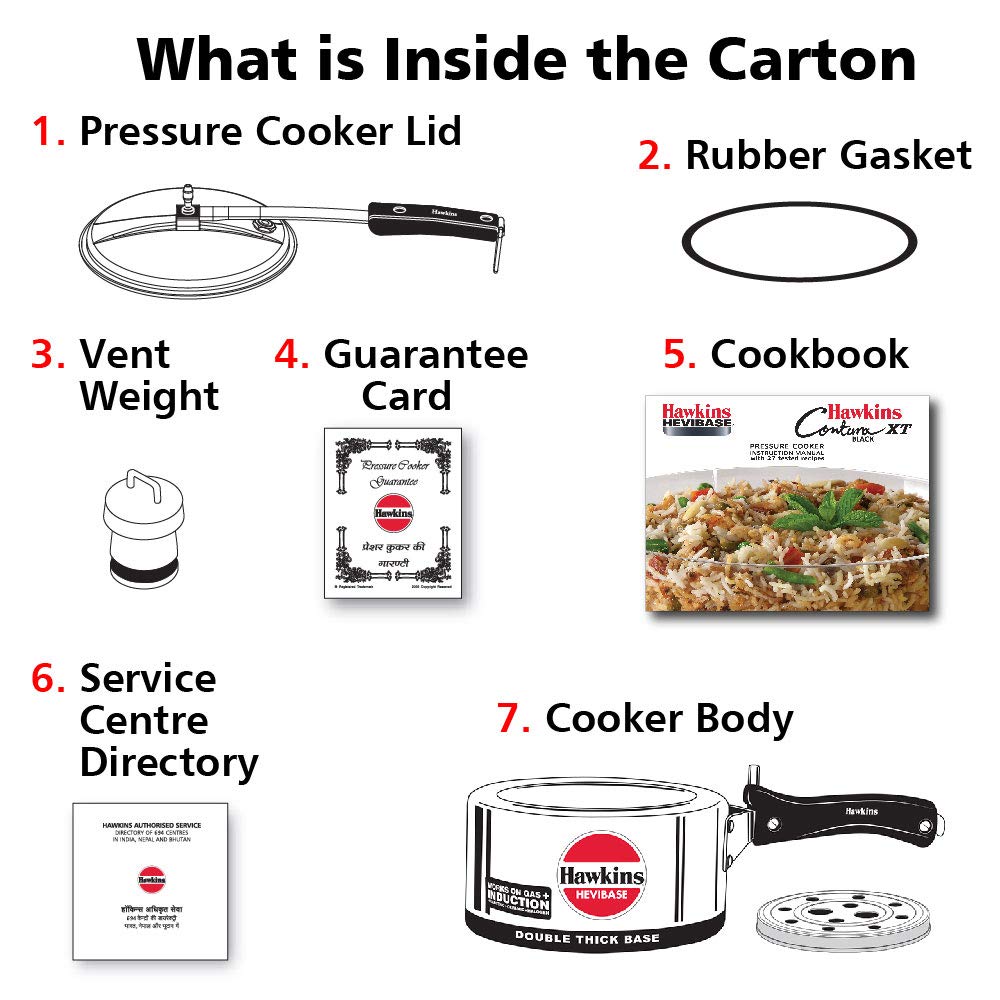 What is Inside the Carton
1. Pressure Cooker Lid
Hawkins
2. Rubber Gasket
3. Vent
Weight
4. Guarantee
Card
Pressure Cooker
Guarantee
Hawkins
प्रेशर कुकर की
गारण्टी
® Registered Trademark
2005 Copyright Reserved
5. Cookbook
Hawkins
HEVIBASE
Hawkins
Contura XT
BLACK
PRESSURE COOKER
INSTRUCTION MANUAL
with 27 tested recipes
6. Service
Centre
Directory
HAWKINS AUTHORISED SERVICE
DIRECTORY OF 694 CENTRES
IN INDIA, NEPAL AND BHUTAN
Hawkins
हॉकिन्स अधिकृत सेवा
694 केन्द्रों की डायरेक्ट्री
भारत, नेपाल और भूटान में
7. Cooker Body
Hawkins
Hawkins
HEVIBASE
WORKS ON GAS +
INDUCTION
DOUBLE THICK BASE